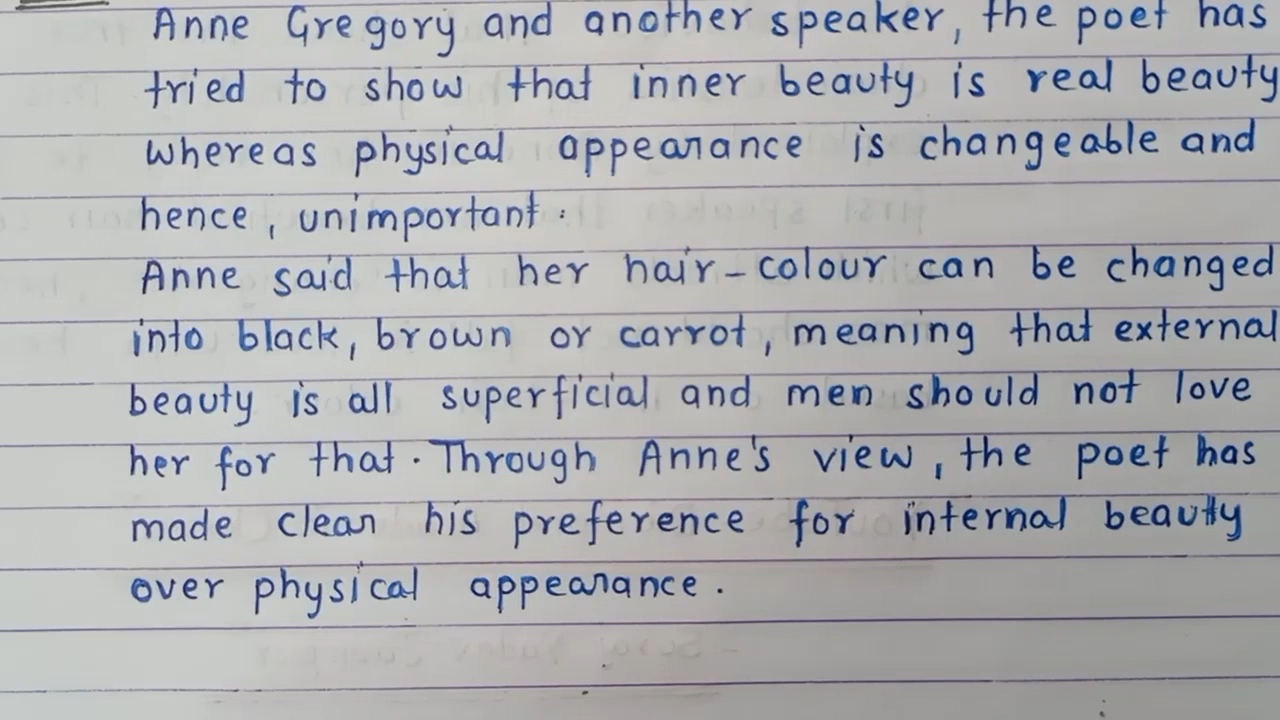 Anne Gregory and another speaker, the poet has
tried to show that inner beauty is real beauty
whereas physical appearance is changeable and
hence, unimportant.
Anne said that her hair-colour can be changed
into black, brown or carrot, meaning that external
beauty is all superficial and men should not love
her for that. Through Anne's view, the poet has
made clear his preference for internal beauty
over physical appearance.